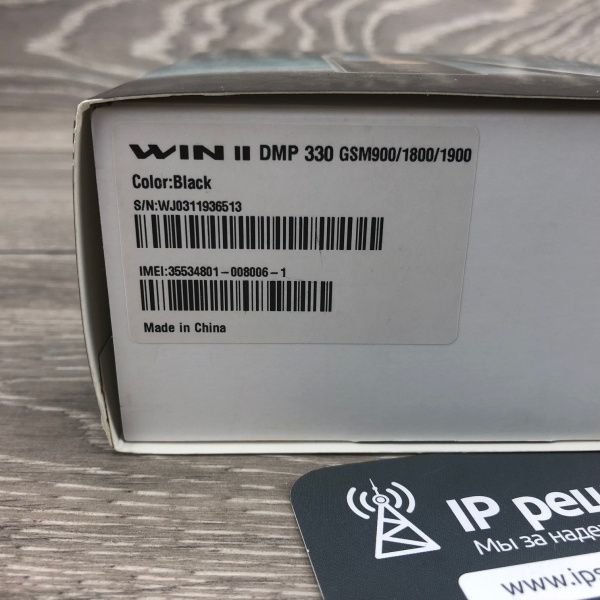 WIN II DMP 330 GSM900/1800/1900
Color:Black
S/N:WJ0311936513
IMEI:35534801-008006-1
Made in China
IP реш
Мы за наде
www.ips